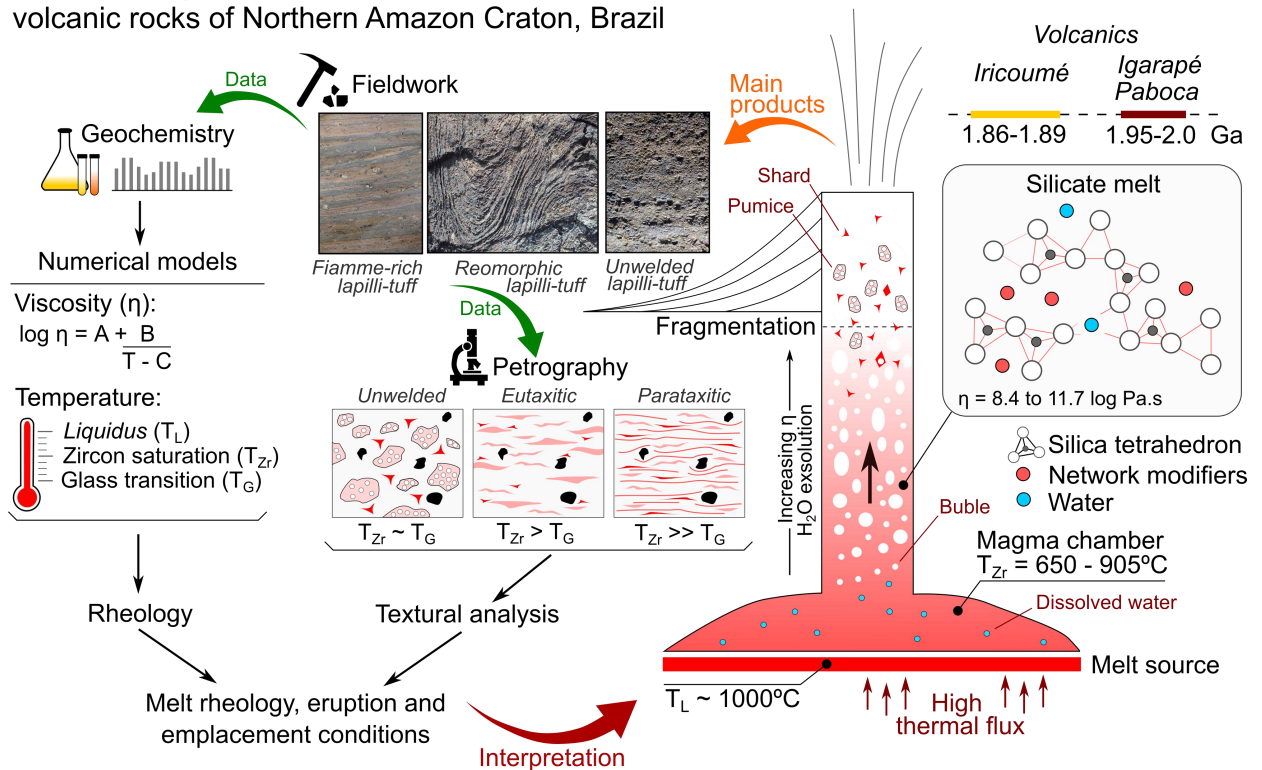 volcanic rocks of Northern Amazon Craton, Brazil
Data
Fieldwork
Geochemistry
Numerical models
Viscosity (η):
log η = A + B
T - C
Temperature:
Liquidus (TL)
Zircon saturation (TZr)
Glass transition (TG)
Rheology
Fiamme-rich
lapilli-tuff
Reomorphic
lapilli-tuff
Unwelded
lapilli-tuff
Data
Petrography
Unwelded
Eutaxitic
Parataxitic
TZr ~ TG
TZr > TG
TZr >> TG
Textural analysis
Melt rheology, eruption and
emplacement conditions
Interpretation
Main
products
Shard
Pumice
Fragmentation
Increasing η
H2O exsolution
Volcanics
Iricoumé
Igarapé
Paboca
1.86-1.89
1.95-2.0
Ga
Silicate melt
η = 8.4 to 11.7 log Pa.s
Silica tetrahedron
Network modifiers
Water
Buble
Magma chamber
TZr = 650 - 905ºC
Dissolved water
Melt source
TL ~ 1000ºC
High
thermal flux